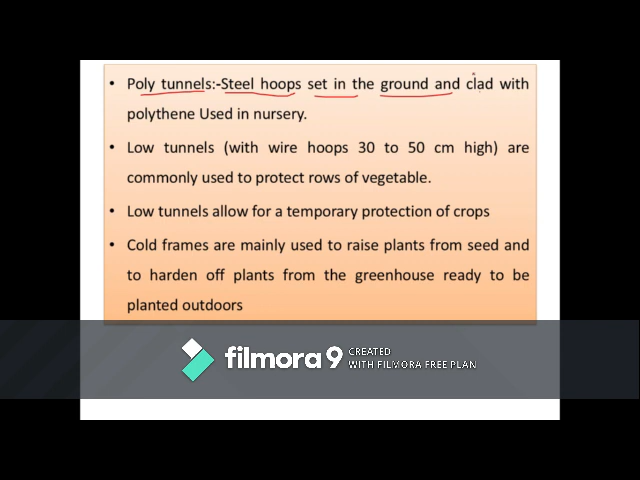 • Poly tunnels:-Steel hoops set in the ground and clad with
polythene Used in nursery.
• Low tunnels (with wire hoops 30 to 50 cm high) are
commonly used to protect rows of vegetable.
• Low tunnels allow for a temporary protection of crops
• Cold frames are mainly used to raise plants from seed and
to harden off plants from the greenhouse ready to be
planted outdoors
filmora 9 CREATED
WITH FILMORA FREE PLAN